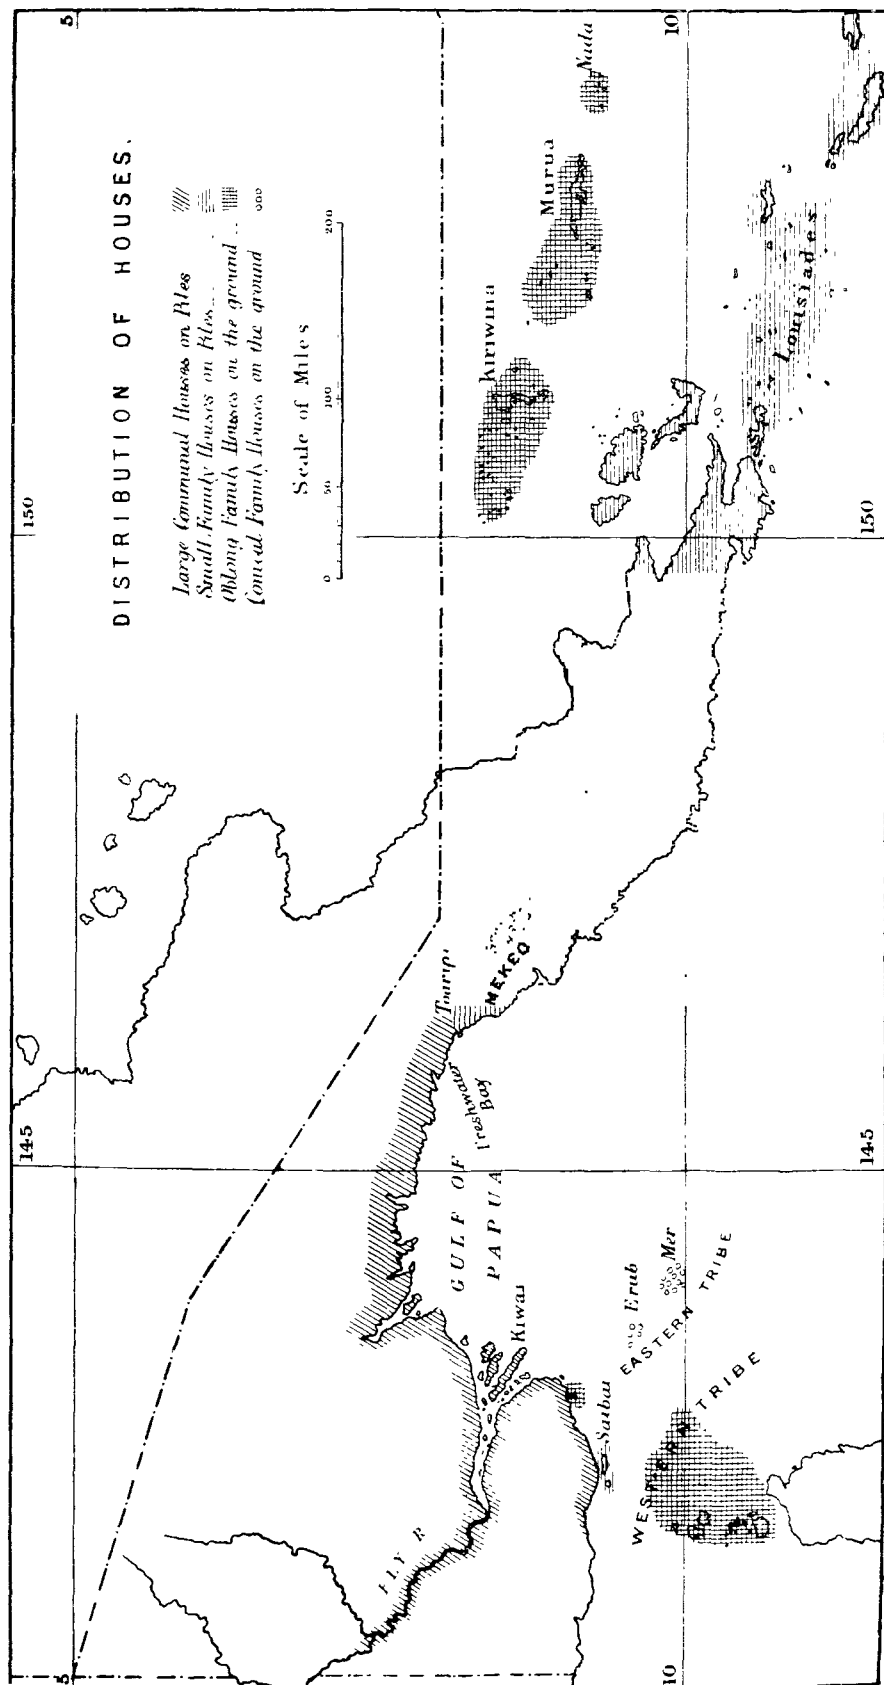 DISTRIBUTION OF HOUSES.
Large Communal Houses on Piles
Small Family Houses on Piles...
Oblong Family Houses on the ground...
Conical Family Houses on the ground
Scale of Miles
0 50 100 200
5
145
150
5
10
10
145
150
FLY R
GULF OF
PAPUA
Kiwai
Freshwater
Bay
Toaripi
MEKEO
Kiriwina
Murua
Nada
Louisiades
Saibai
Erub
Mer
EASTERN TRIBE
WESTERN TRIBE